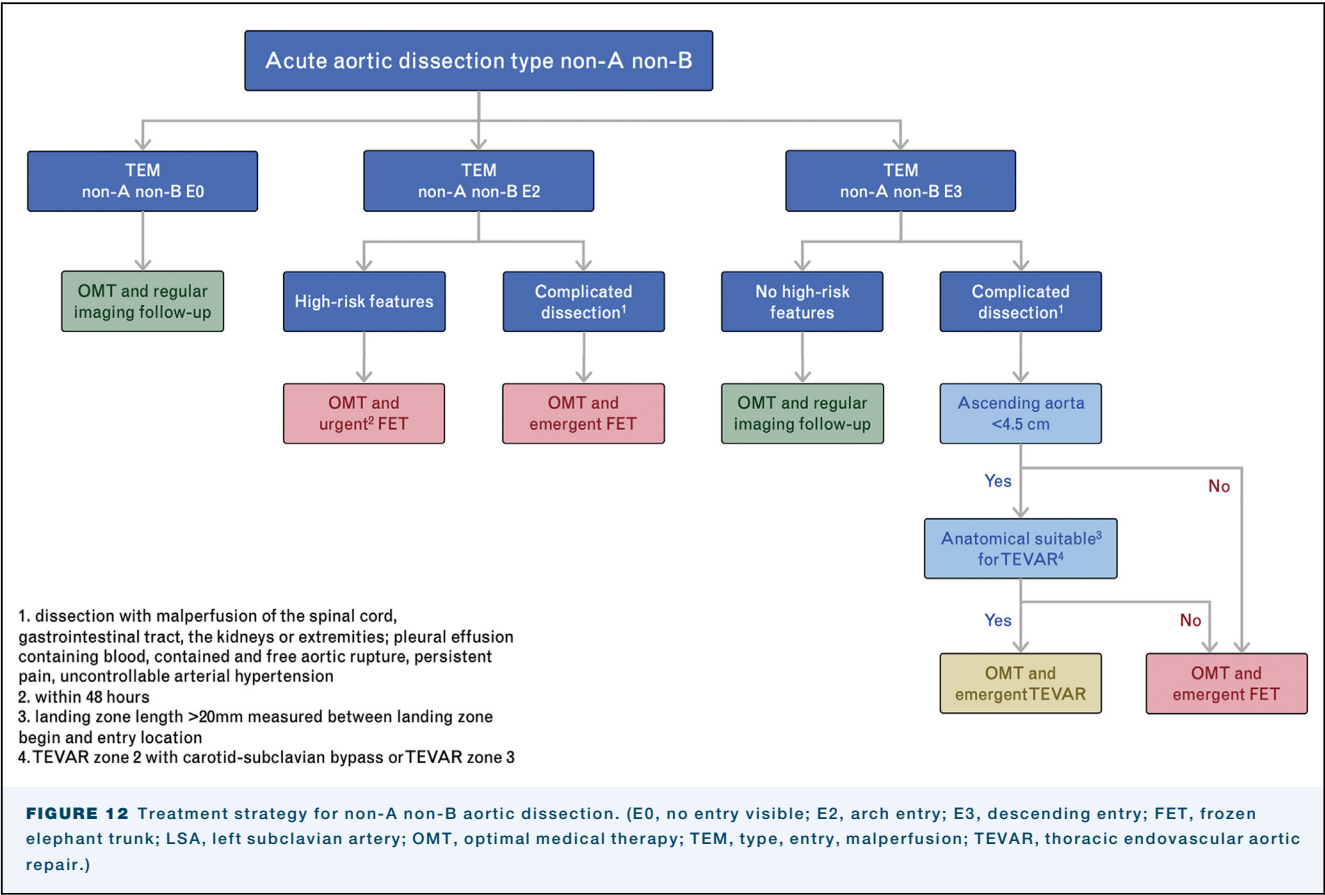 Acute aortic dissection type non-A non-B
TEM
non-A non-B E0
TEM
non-A non-B E2
TEM
non-A non-B E3
OMT and regular
imaging follow-up
High-risk features
Complicated
dissection¹
No high-risk
features
Complicated
dissection¹
OMT and
urgent² FET
OMT and
emergent FET
OMT and regular
imaging follow-up
Ascending aorta
<4.5 cm
Yes
No
Anatomical suitable³
for TEVAR⁴
Yes
No
OMT and
emergent TEVAR
OMT and
emergent FET
1. dissection with malperfusion of the spinal cord,
gastrointestinal tract, the kidneys or extremities; pleural effusion
containing blood, contained and free aortic rupture, persistent
pain, uncontrollable arterial hypertension
2. within 48 hours
3. landing zone length >20mm measured between landing zone
begin and entry location
4. TEVAR zone 2 with carotid-subclavian bypass or TEVAR zone 3
FIGURE 12 Treatment strategy for non-A non-B aortic dissection. (E0, no entry visible; E2, arch entry; E3, descending entry; FET, frozen
elephant trunk; LSA, left subclavian artery; OMT, optimal medical therapy; TEM, type, entry, malperfusion; TEVAR, thoracic endovascular aortic
repair.)